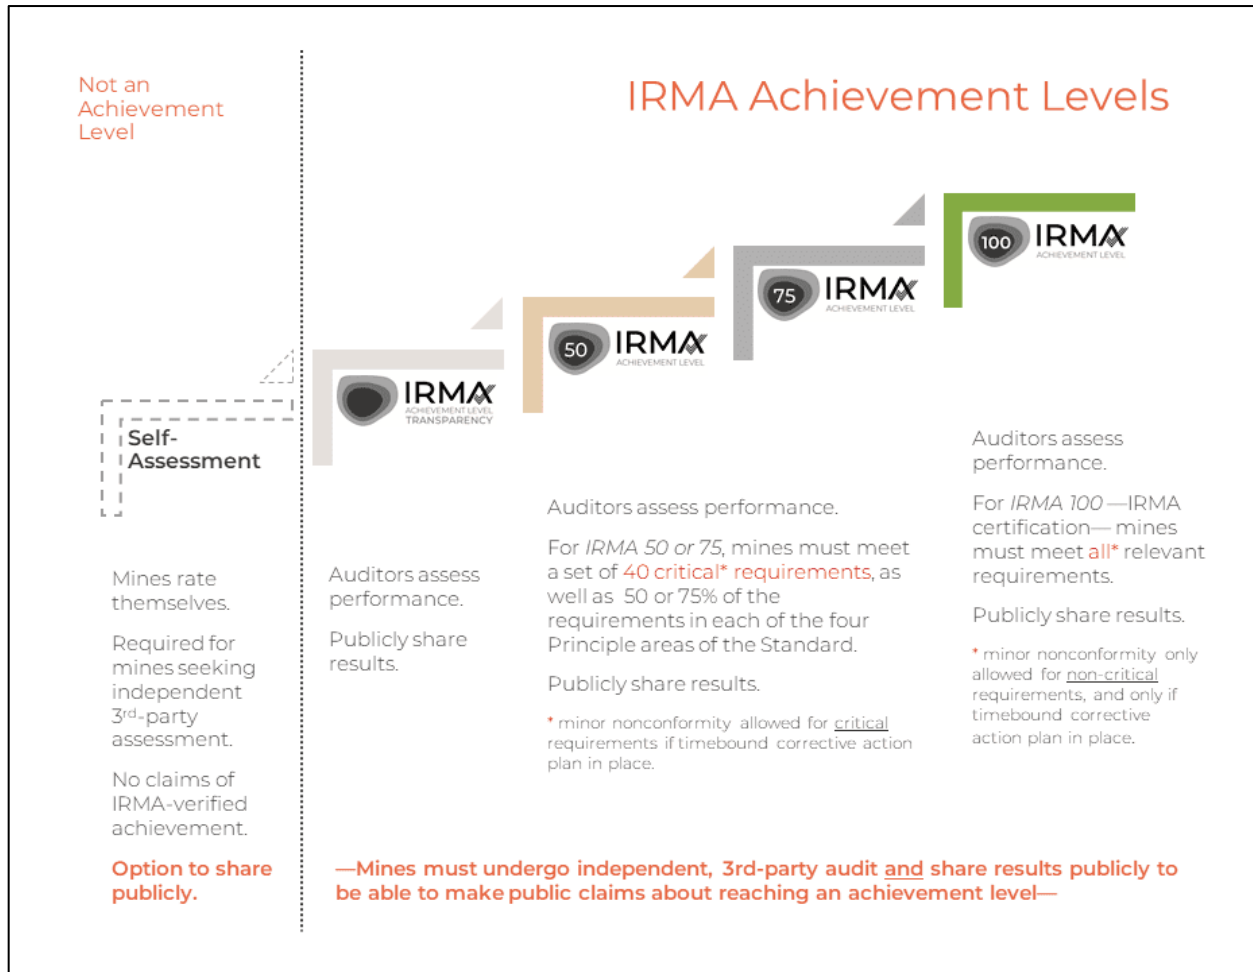 Not an
Achievement
Level
IRMA Achievement Levels
Self-
Assessment
IRMA
ACHIEVEMENT LEVEL
TRANSPARENCY
50
IRMA
ACHIEVEMENT LEVEL
75
IRMA
ACHIEVEMENT LEVEL
100
IRMA
ACHIEVEMENT LEVEL
Mines rate
themselves.
Required for
mines seeking
independent
3rd-party
assessment.
No claims of
IRMA-verified
achievement.
Option to share
publicly.
Auditors assess
performance.
Publicly share
results.
Auditors assess performance.
For IRMA 50 or 75, mines must meet
a set of 40 critical* requirements, as
well as 50 or 75% of the
requirements in each of the four
Principle areas of the Standard.
Publicly share results.
* minor nonconformity allowed for critical
requirements if timebound corrective action
plan in place.
Auditors assess
performance.
For IRMA 100 —IRMA
certification— mines
must meet all* relevant
requirements.
Publicly share results.
* minor nonconformity only
allowed for non-critical
requirements, and only if
timebound corrective
action plan in place.
—Mines must undergo independent, 3rd-party audit and share results publicly to
be able to make public claims about reaching an achievement level—